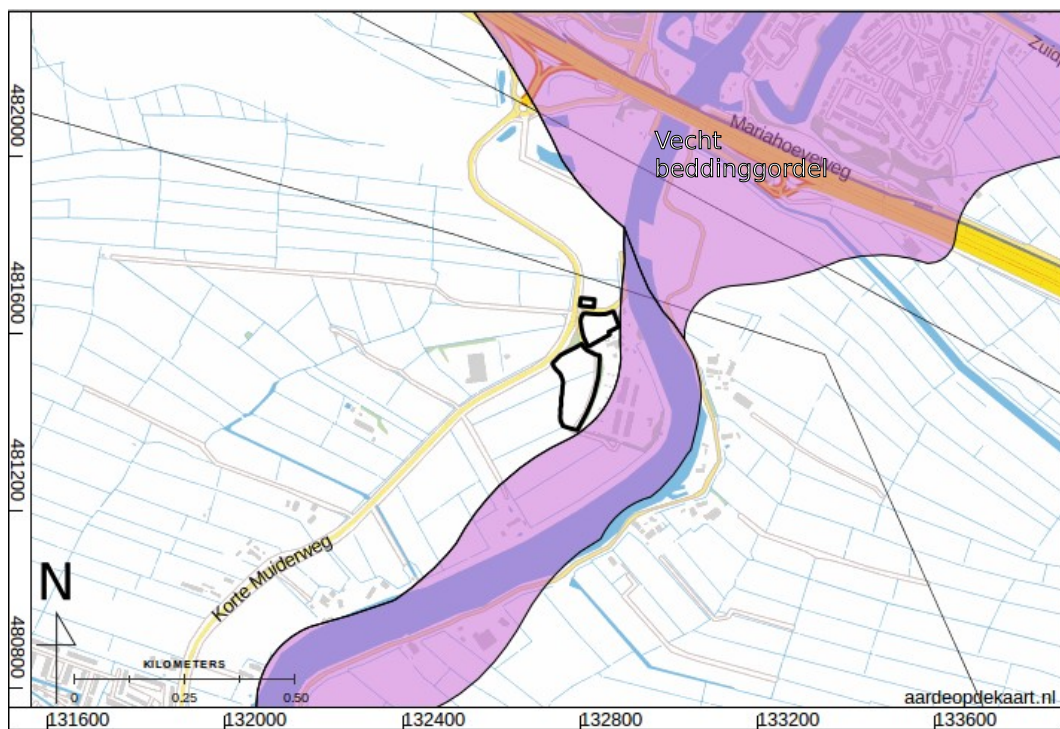 Zuidp
482000
Mariahoeveweg
Vecht
beddinggordel
481600
481200
Korte Muiderweg
N
480800
KILOMETERS
0 0.25 0.50
aardeopdekaart.nl
131600 132000 132400 132800 133200 133600